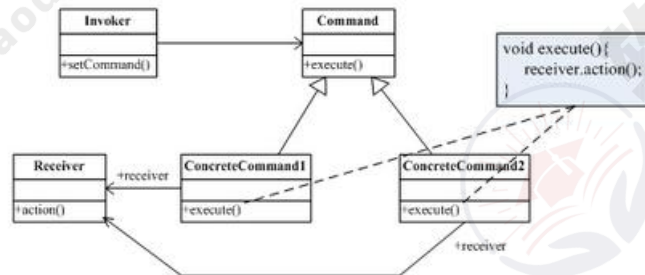 Invoker
+setCommand()
Command
+execute()
void execute(){
receiver.action();
}
Receiver
+action()
+receiver
ConcreteCommand1
+execute()
ConcreteCommand2
+execute()
+receiver